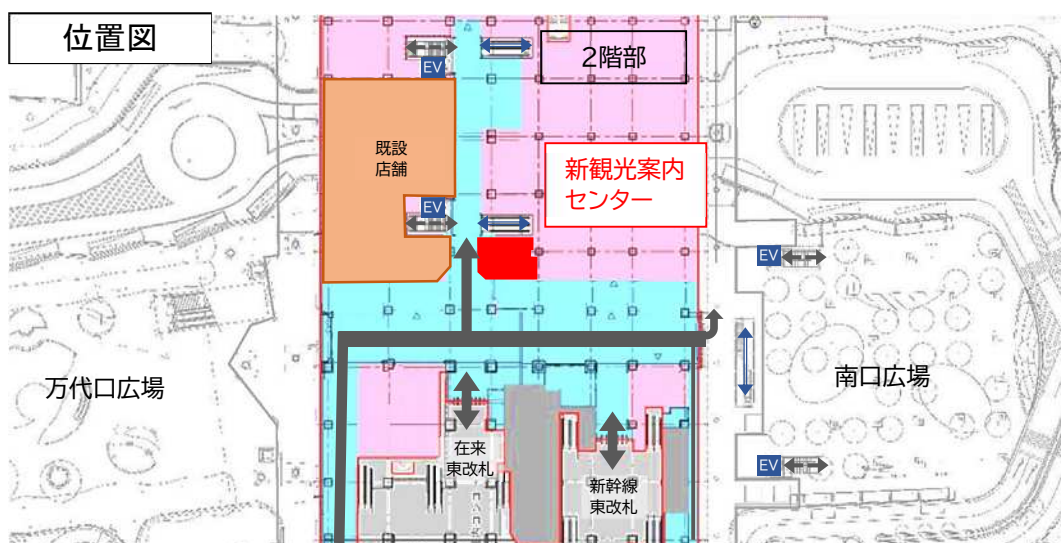 位置図
2階部
EV
既設
店舗
新観光案内
センター
EV
EV
万代口広場
南口広場
在来
東改札
新幹線
東改札
EV